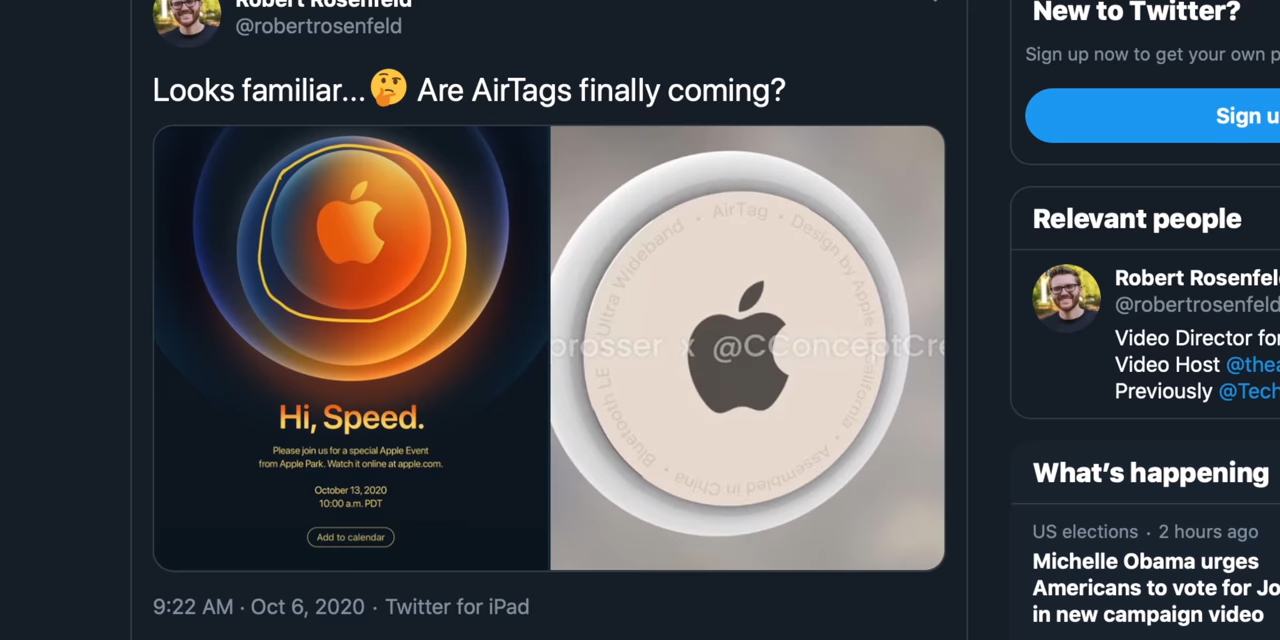 Robert Rosenfeld
@robertrosenfeld
Looks familiar...🤔 Are AirTags finally coming?
Hi, Speed.
Please join us for a special Apple Event
from Apple Park. Watch it online at apple.com.
October 13, 2020
10:00 a.m. PDT
Add to calendar
AirTag • Design by Apple in California • Assembled in China • Bluetooth LE Ultra Wideband •
prosser x @CConceptCre
9:22 AM · Oct 6, 2020 · Twitter for iPad
New to Twitter?
Sign up now to get your own p
Sign u
Relevant people
Robert Rosenfel
@robertrosenfeld
Video Director for
Video Host @thea
Previously @Tech
What's happening
US elections · 2 hours ago
Michelle Obama urges
Americans to vote for Jo
in new campaign video